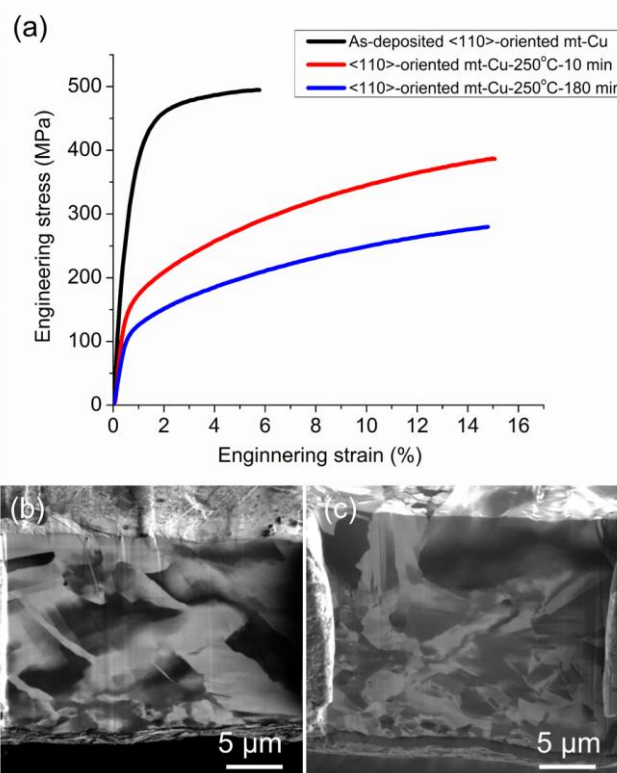 (a)
As-deposited <110>-oriented mt-Cu
<110>-oriented mt-Cu-250°C-10 min
<110>-oriented mt-Cu-250°C-180 min
Engineering stress (MPa)
600
500
400
300
200
100
0
0 2 4 6 8 10 12 14 16
Enginnering strain (%)
(b)
5 µm
(c)
5 µm